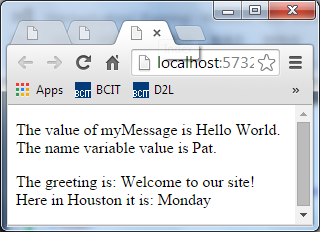 localhost:5732
Apps BCIT D2L »
The value of myMessage is Hello World.
The name variable value is Pat.
The greeting is: Welcome to our site!
Here in Houston it is: Monday